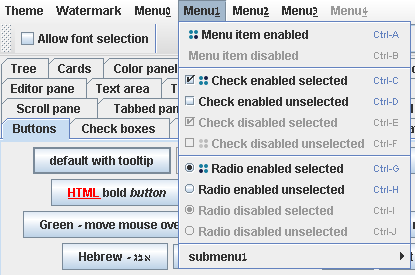 Theme Watermark Menu0 Menu1 Menu2 Menu3 Menu4
Allow font selection
Menu item enabled Ctrl-A
Menu item disabled Ctrl-B
Tree Cards Color panel
Check enabled selected Ctrl-C
Editor pane Text area
Check enabled unselected Ctrl-D
Scroll pane Tabbed pan
Check disabled selected Ctrl-E
Buttons Check boxes
Check disabled unselected Ctrl-F
default with tooltip
Radio enabled selected Ctrl-G
HTML bold button
Radio enabled unselected Ctrl-H
Radio disabled selected Ctrl-I
Green - move mouse ove
Radio disabled unselected Ctrl-J
Hebrew - אגנ
submenu1